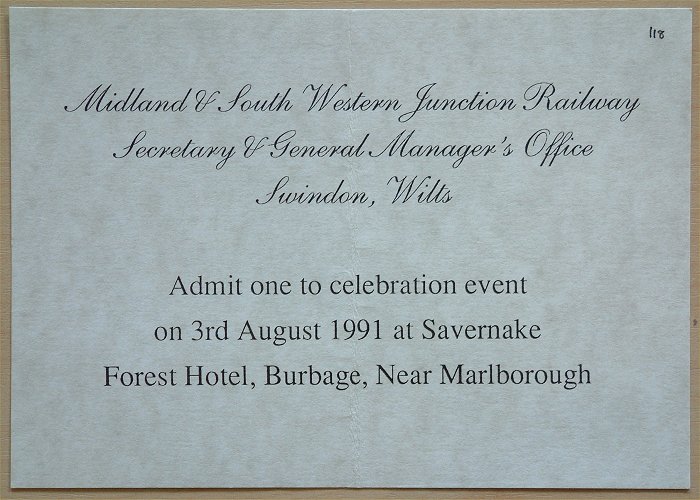 118
Midland & South Western Junction Railway
Secretary & General Manager's Office
Swindon, Wilts
Admit one to celebration event
on 3rd August 1991 at Savernake
Forest Hotel, Burbage, Near Marlborough